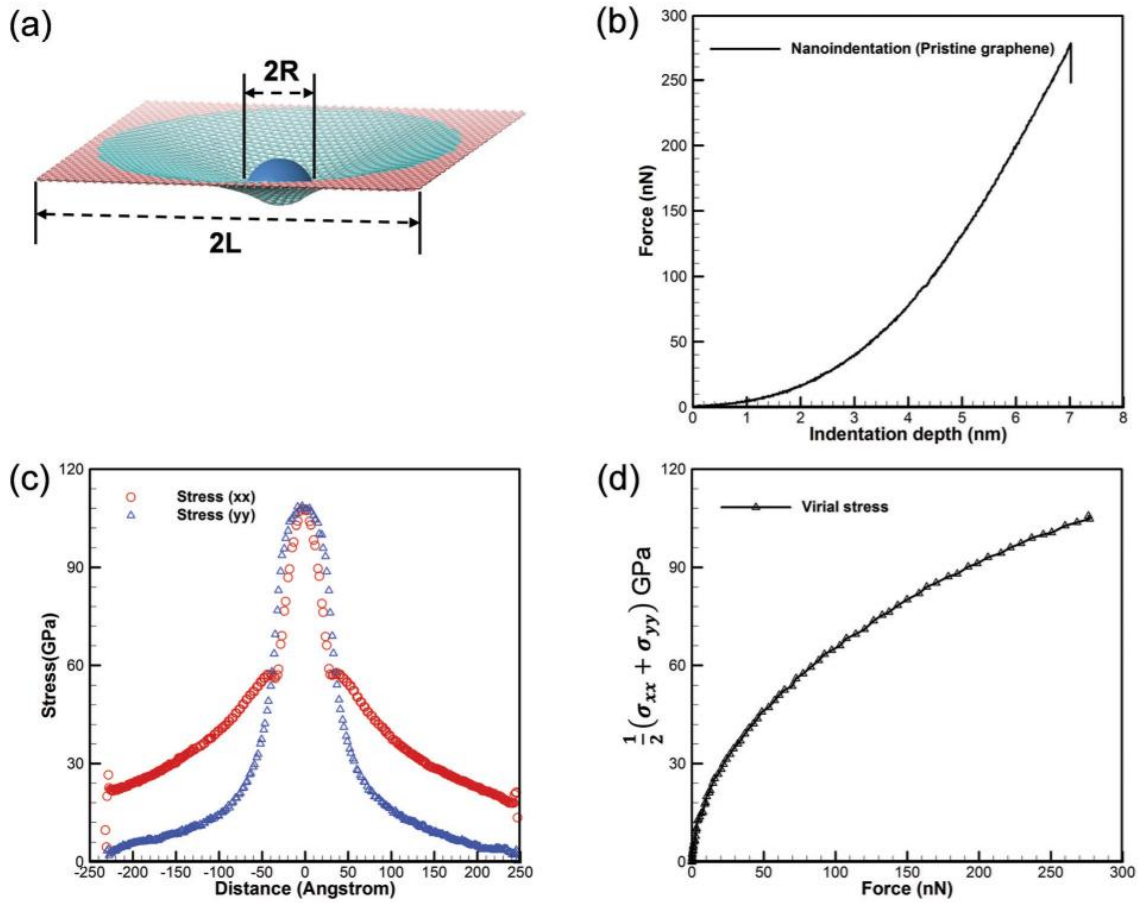 (a)
2R
2L
(b)
Nanoindentation (Pristine graphene)
Force (nN)
300
250
200
150
100
50
0
0 1 2 3 4 5 6 7 8
Indentation depth (nm)
(c)
Stress (xx)
Stress (yy)
Stress(GPa)
120
90
60
30
0
-250 -200 -150 -100 -50 0 50 100 150 200 250
Distance (Angstrom)
(d)
Virial stress
1/2 (σxx + σyy) GPa
120
90
60
30
0
0 50 100 150 200 250 300
Force (nN)